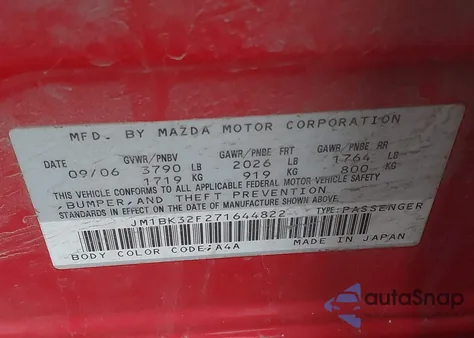 MFD. BY MAZDA MOTOR CORPORATION
DATE GVWR/PNBV GAWR/PNBE FRT GAWR/PNBE RR
09/06 3790 LB 2026 LB 1764 LB
1719 KG 919 KG 800 KG
THIS VEHICLE CONFORMS TO ALL APPLICABLE FEDERAL MOTOR VEHICLE
SAFETY, BUMPER, AND THEFT PREVENTION
STANDARDS IN EFFECT ON THE DATE OF MANUFACTURE SHOWN ABOVE.
JM1BK32F271644822 TYPE:PASSENGER
BODY COLOR CODE;A4A MADE IN JAPAN
autoSnap